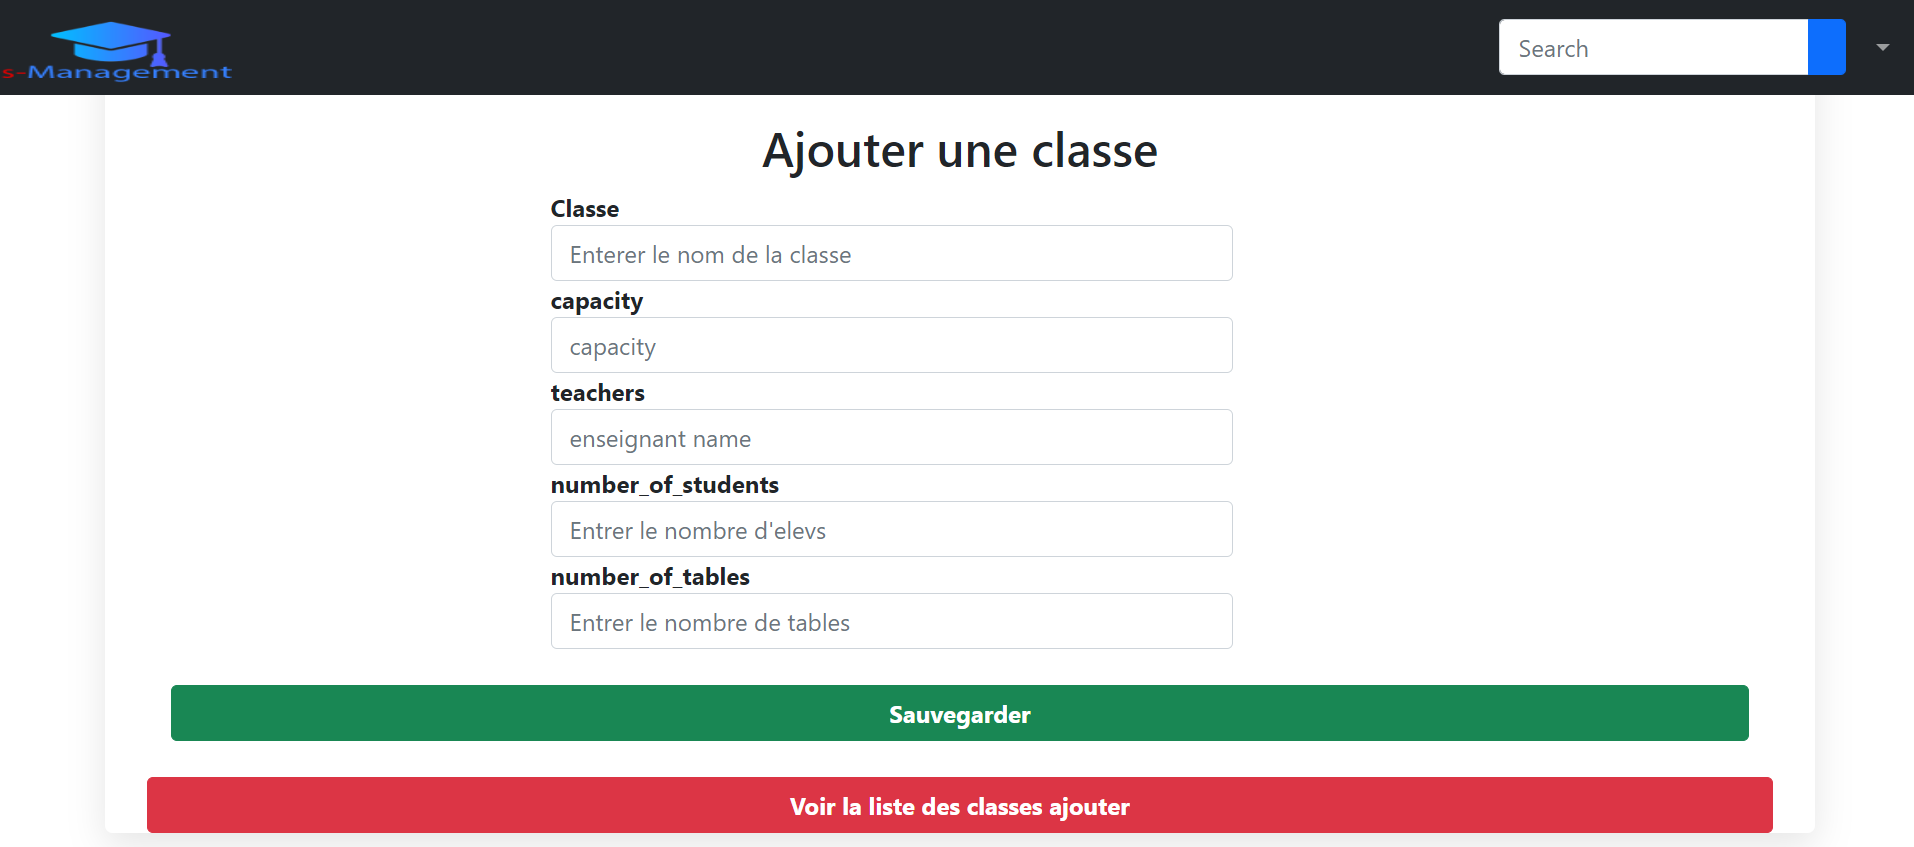 s-Management
Search
Ajouter une classe
Classe
Enterer le nom de la classe
capacity
capacity
teachers
enseignant name
number_of_students
Entrer le nombre d'elevs
number_of_tables
Entrer le nombre de tables
Sauvegarder
Voir la liste des classes ajouter